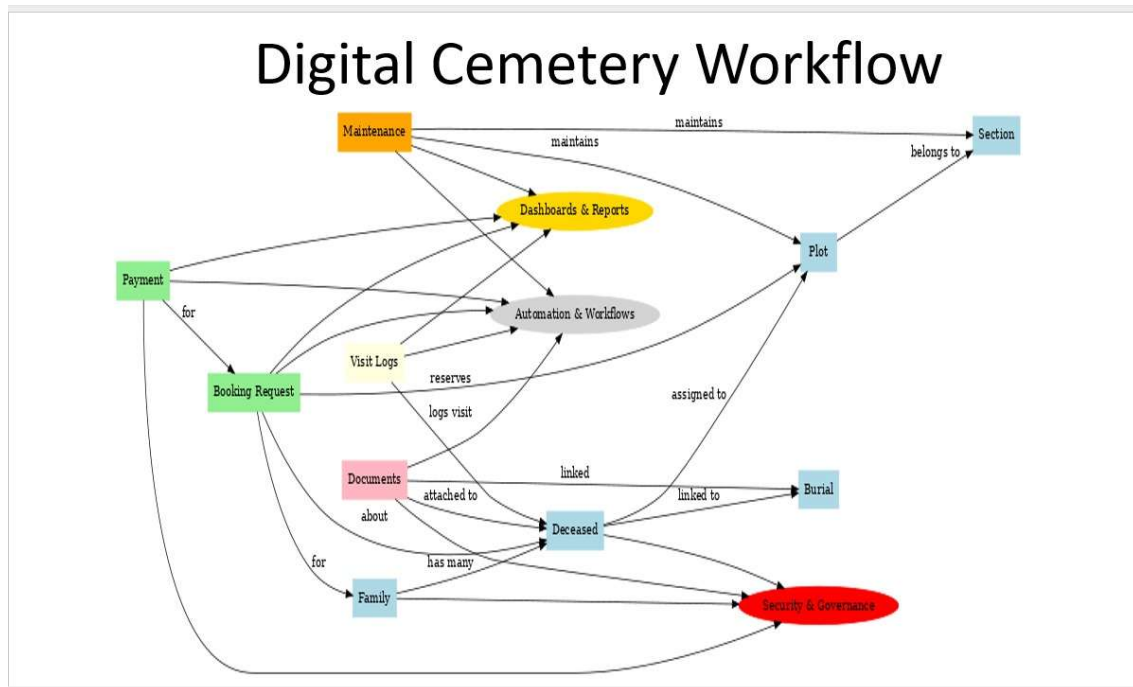 Digital Cemetery Workflow
maintains
Maintenance
Section
maintains
belongs to
Dashboards & Reports
Plot
Payment
for
Automation & Workflows
Visit Logs
Booking Request
reserves
assigned to
logs visit
linked
Documents
Burial
attached to
linked to
about
Deceased
for
has many
Family
Security & Governance